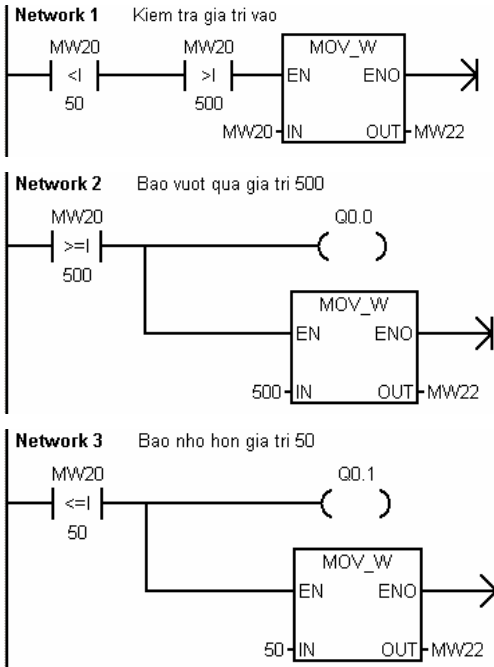 Network 1 Kiem tra gia tri vao
MW20 MW20 MOV_W
<I >I EN ENO
50 500
MW20 IN OUT MW22
Network 2 Bao vuot qua gia tri 500
MW20 Q0.0
>=I
500 MOV_W
EN ENO
500 IN OUT MW22
Network 3 Bao nho hon gia tri 50
MW20 Q0.1
<=I
50 MOV_W
EN ENO
50 IN OUT MW22